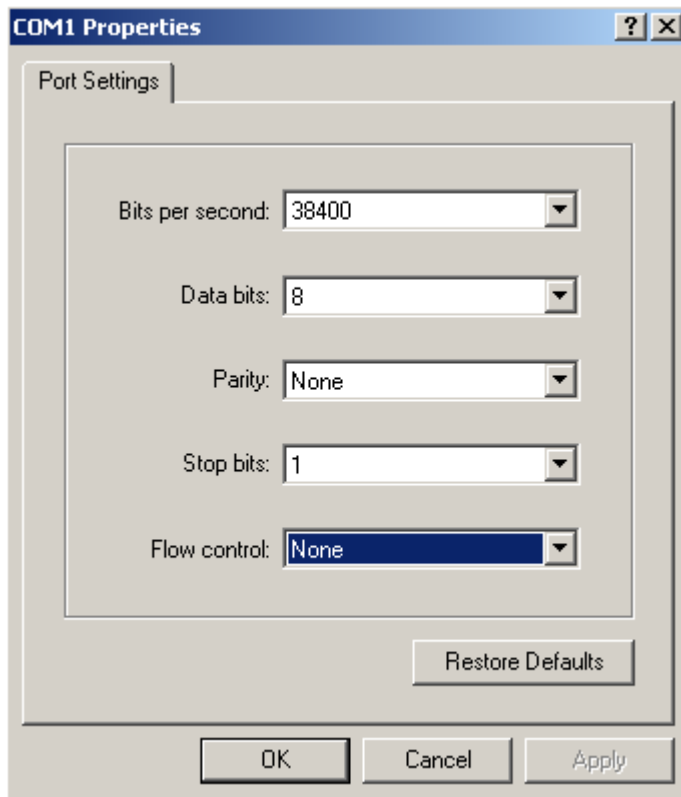 COM1 Properties
Port Settings
Bits per second: 38400
Data bits: 8
Parity: None
Stop bits: 1
Flow control: None
Restore Defaults
OK Cancel Apply